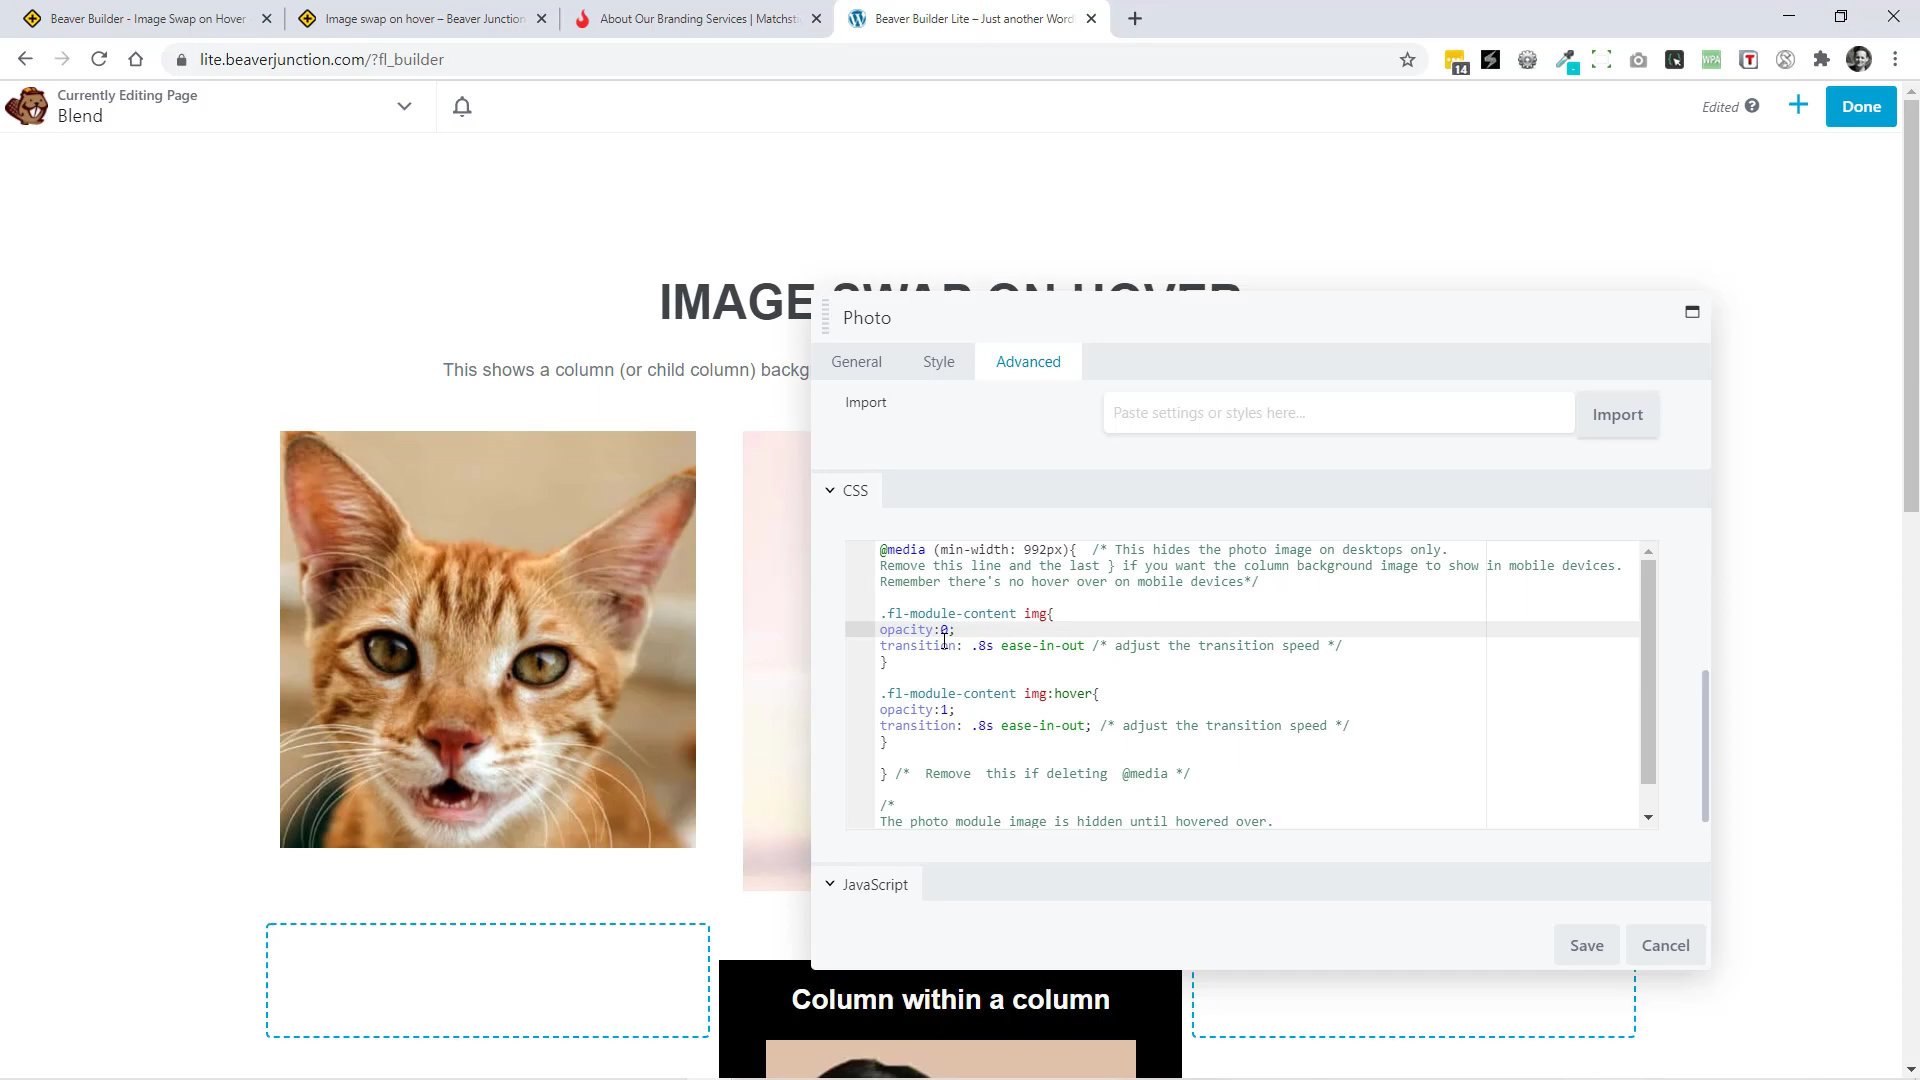 Beaver Builder - Image Swap on Hover
Image swap on hover – Beaver Junction
About Our Branding Services | Matchsti
Beaver Builder Lite – Just another Word
lite.beaverjunction.com/?fl_builder
14
WPA
T
Currently Editing Page
Blend
Edited
Done
IMAGE SWAP ON HOVER
This shows a column (or child column) backg
Photo
General
Style
Advanced
Import
Paste settings or styles here...
Import
CSS
@media (min-width: 992px){  /* This hides the photo image on desktops only.
Remove this line and the last } if you want the column background image to show in mobile devices.
Remember there's no hover over on mobile devices*/
.fl-module-content img{
opacity:0;
transition: .8s ease-in-out /* adjust the transition speed */
}
.fl-module-content img:hover{
opacity:1;
transition: .8s ease-in-out; /* adjust the transition speed */
}
} /*  Remove  this if deleting  @media */
/*
The photo module image is hidden until hovered over.
JavaScript
Save
Cancel
Column within a column